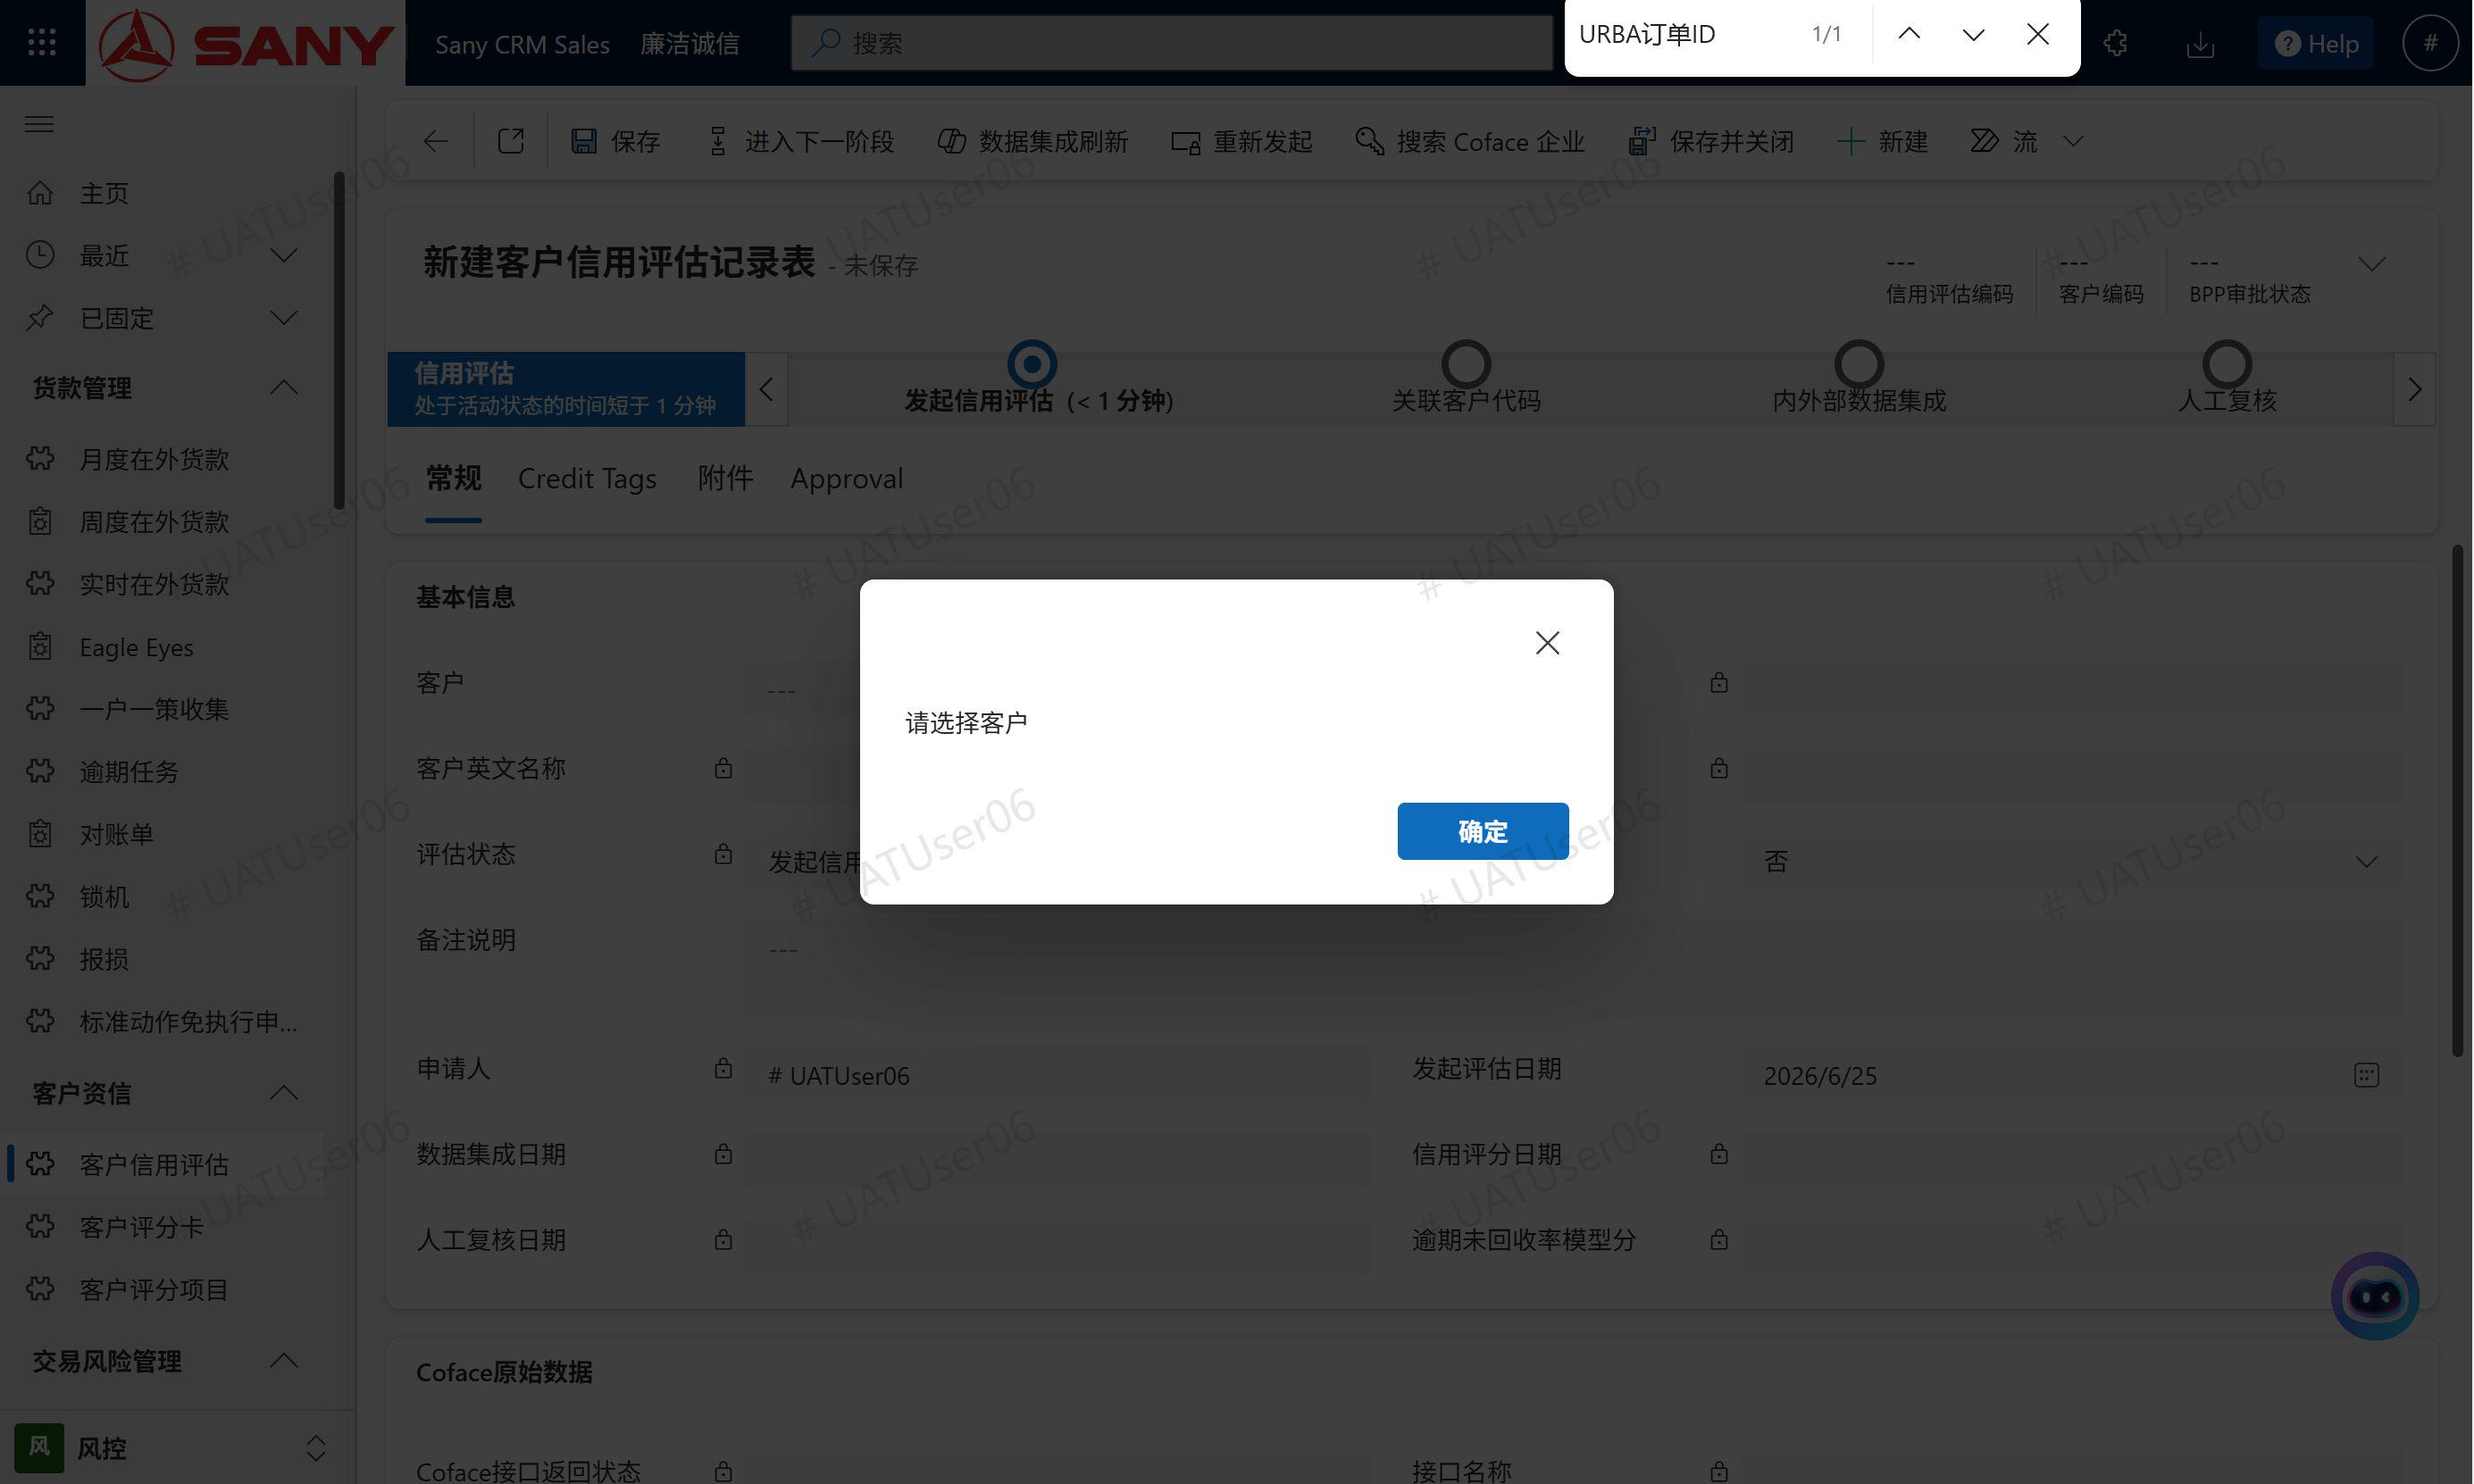 SANY
Sany CRM Sales
廉洁诚信
搜索
URBA订单ID
1/1
Help
#
保存
进入下一阶段
数据集成刷新
重新发起
搜索 Coface 企业
保存并关闭
新建
流
主页
最近
已固定
货款管理
月度在外货款
周度在外货款
实时在外货款
Eagle Eyes
一户一策收集
逾期任务
对账单
锁机
报损
标准动作免执行申...
客户资信
客户信用评估
客户评分卡
客户评分项目
交易风险管理
风 风控
新建客户信用评估记录表 - 未保存
---
信用评估编码
---
客户编码
---
BPP审批状态
信用评估
处于活动状态的时间短于 1 分钟
发起信用评估 (< 1 分钟)
关联客户代码
内外部数据集成
人工复核
常规 Credit Tags 附件 Approval
基本信息
客户 ---
客户英文名称
评估状态 发起信用
否
备注说明 ---
请选择客户
确定
申请人 # UATUser06
发起评估日期 2026/6/25
数据集成日期
信用评分日期
人工复核日期
逾期未回收率模型分
Coface原始数据
Coface接口返回状态
接口名称
# UATUser06